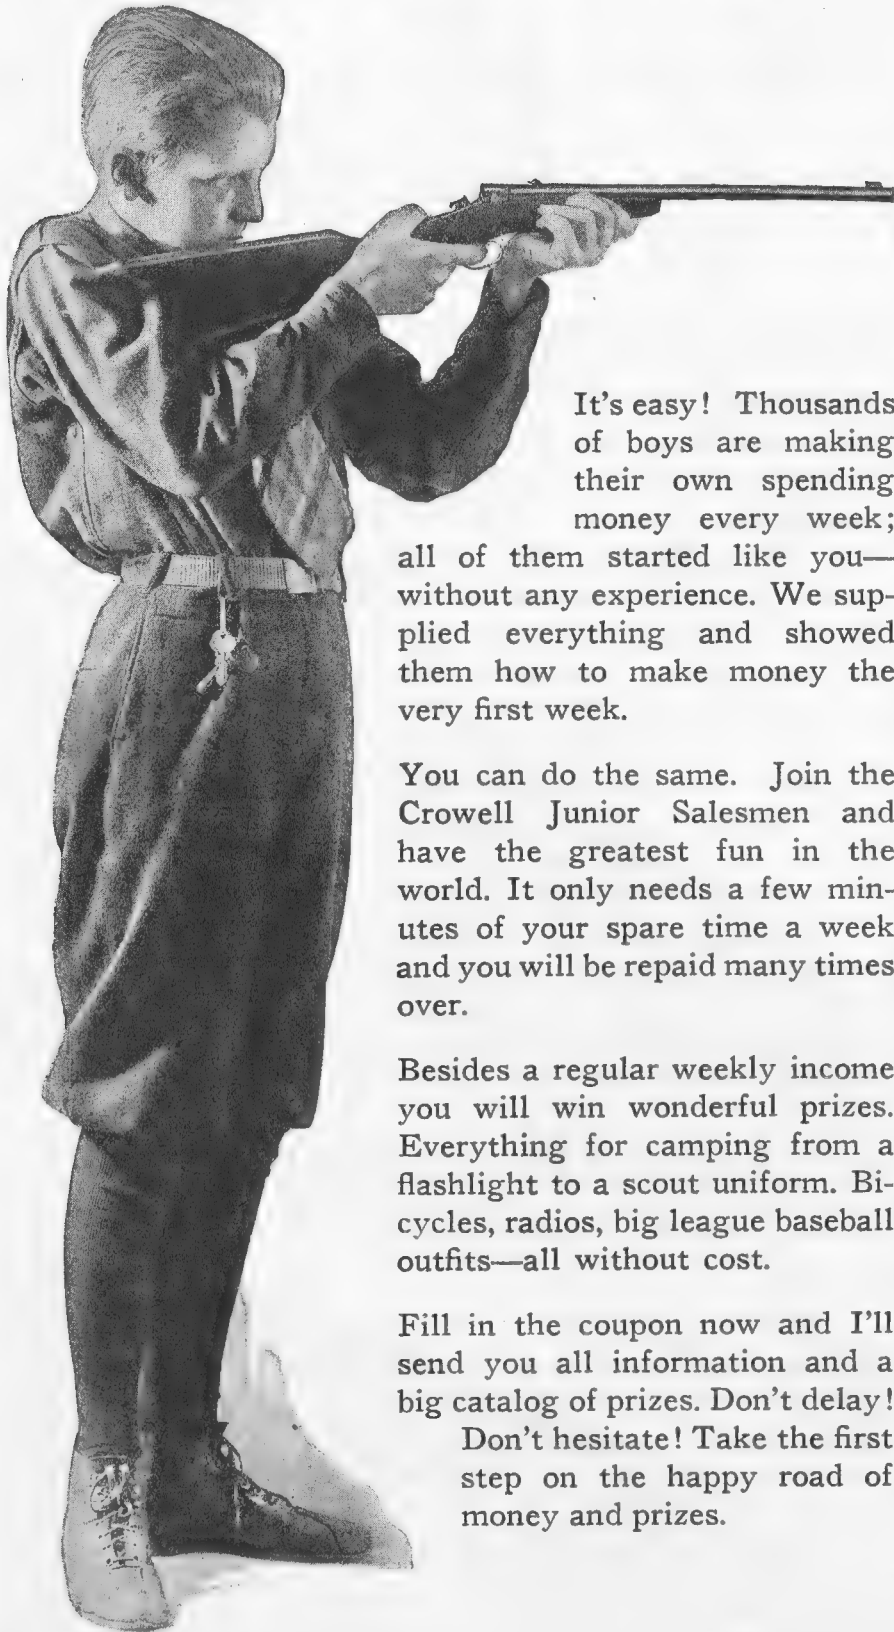 It's easy! Thousands
of boys are making
their own spending
money every week;
all of them started like you—
without any experience. We sup-
plied everything and showed
them how to make money the
very first week.
You can do the same. Join the
Crowell Junior Salesmen and
have the greatest fun in the
world. It only needs a few min-
utes of your spare time a week
and you will be repaid many times
over.
Besides a regular weekly income
you will win wonderful prizes.
Everything for camping from a
flashlight to a scout uniform. Bi-
cycles, radios, big league baseball
outfits—all without cost.
Fill in the coupon now and I'll
send you all information and a
big catalog of prizes. Don't delay!
Don't hesitate! Take the first
step on the happy road of
money and prizes.